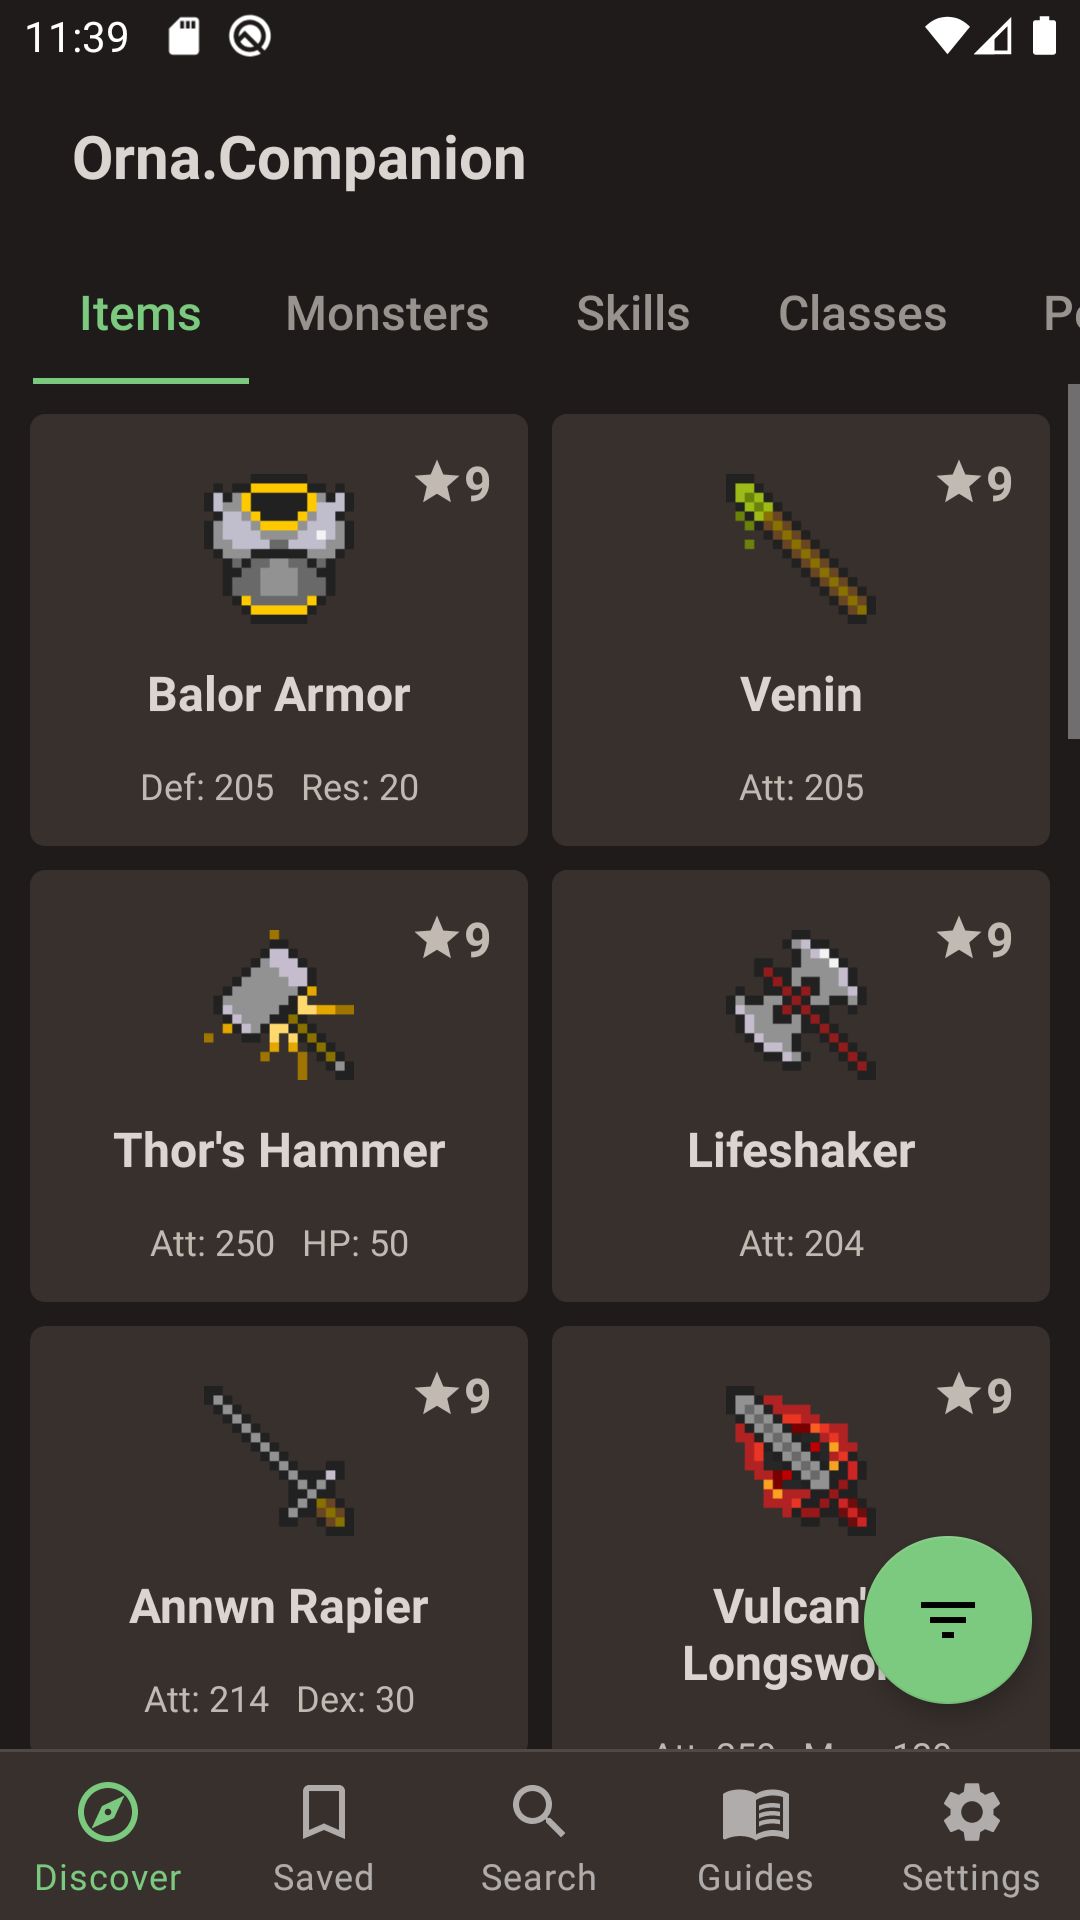 11:39
Orna.Companion
Items Monsters Skills Classes
9 9
Balor Armor Venin
Def: 205 Res: 20 Att: 205
9 9
Thor's Hammer Lifeshaker
Att: 250 HP: 50 Att: 204
9 9
Annwn Rapier Vulcan'
Att: 214 Dex: 30
Discover Saved Search Guides Settings